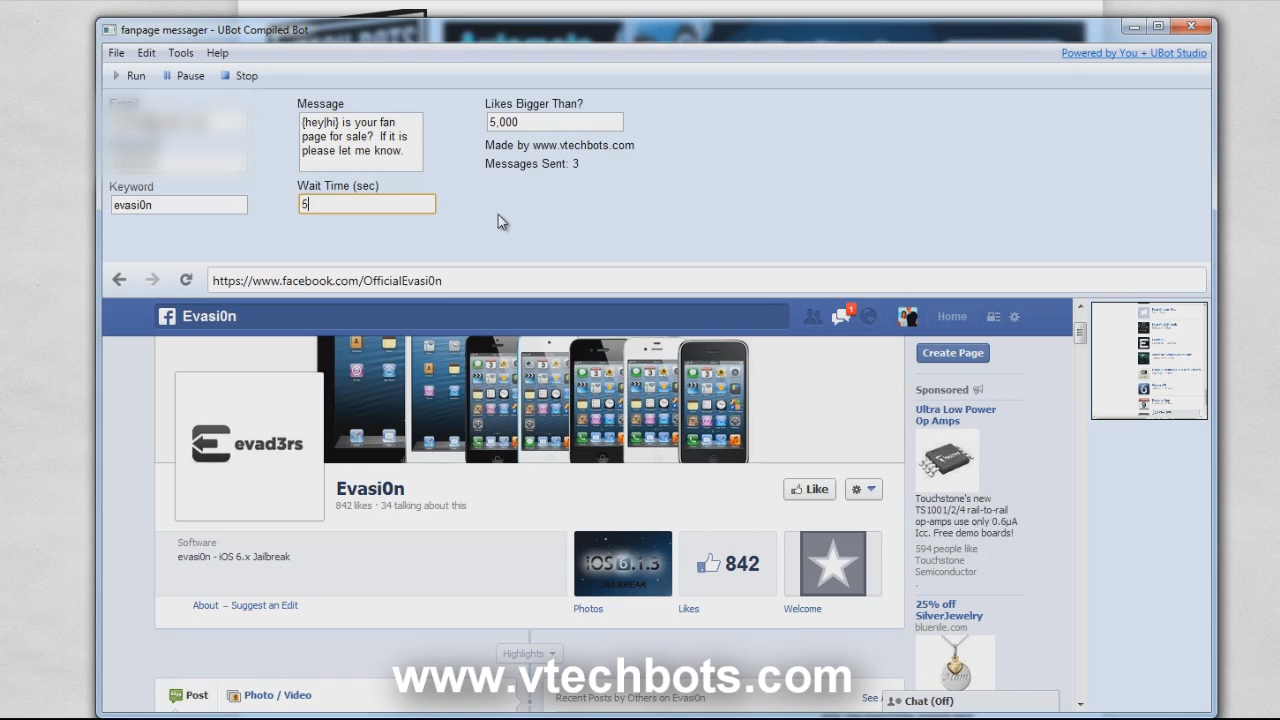 TECH BOTS
fanpage messager - UBot Compiled Bot
File Edit Tools Help
Powered by You + UBot Studio
Run Pause Stop
Email
Message
{hey|hi} is your fan
page for sale? If it is
please let me know.
Likes Bigger Than?
5,000
Made by www.vtechbots.com
Messages Sent: 3
Keyword
evasi0n
Wait Time (sec)
5
https://www.facebook.com/OfficialEvasi0n
Evasi0n
1
Home
evad3rs
Evasi0n
842 likes · 34 talking about this
Like
Software
evasi0n - iOS 6.x Jailbreak
About – Suggest an Edit
iOS 6.1.3
JAILBREAK
Photos
842
Likes
Welcome
Highlights
Post
Photo / Video
Recent Posts by Others on Evasi0n
See
Create Page
Sponsored
Ultra Low Power
Op Amps
Touchstone's new
TS1001/2/4 rail-to-rail
op-amps use only 0.6µA
Icc. Free demo boards!
594 people like
Touchstone
Semiconductor
25% off
SilverJewelry
bluenile.com
Chat (Off)
www.vtechbots.com